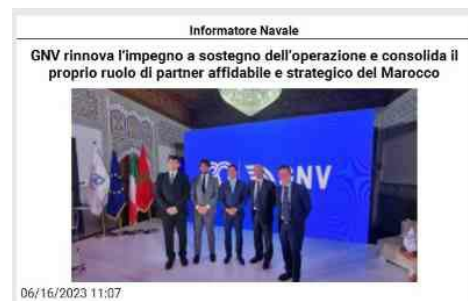 Informatore Navale
GNV rinnova l'impegno a sostegno dell'operazione e consolida il
proprio ruolo di partner affidabile e strategico del Marocco
GNV
06/16/2023 11:07